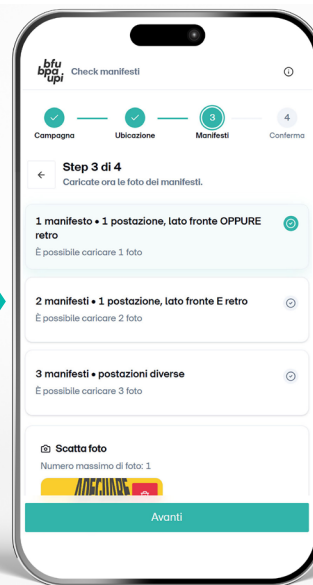 bfu
bpa
upi
Check manifesti
3
4
Campagna
Ubicazione
Manifesti
Conferma
Step 3 di 4
Caricate ora le foto dei manifesti.
1 manifesto • 1 postazione, lato fronte OPPURE
retro
È possibile caricare 1 foto
2 manifesti • 1 postazione, lato fronte E retro
È possibile caricare 2 foto
3 manifesti • postazioni diverse
È possibile caricare 3 foto
Scatta foto
Numero massimo di foto: 1
Avanti